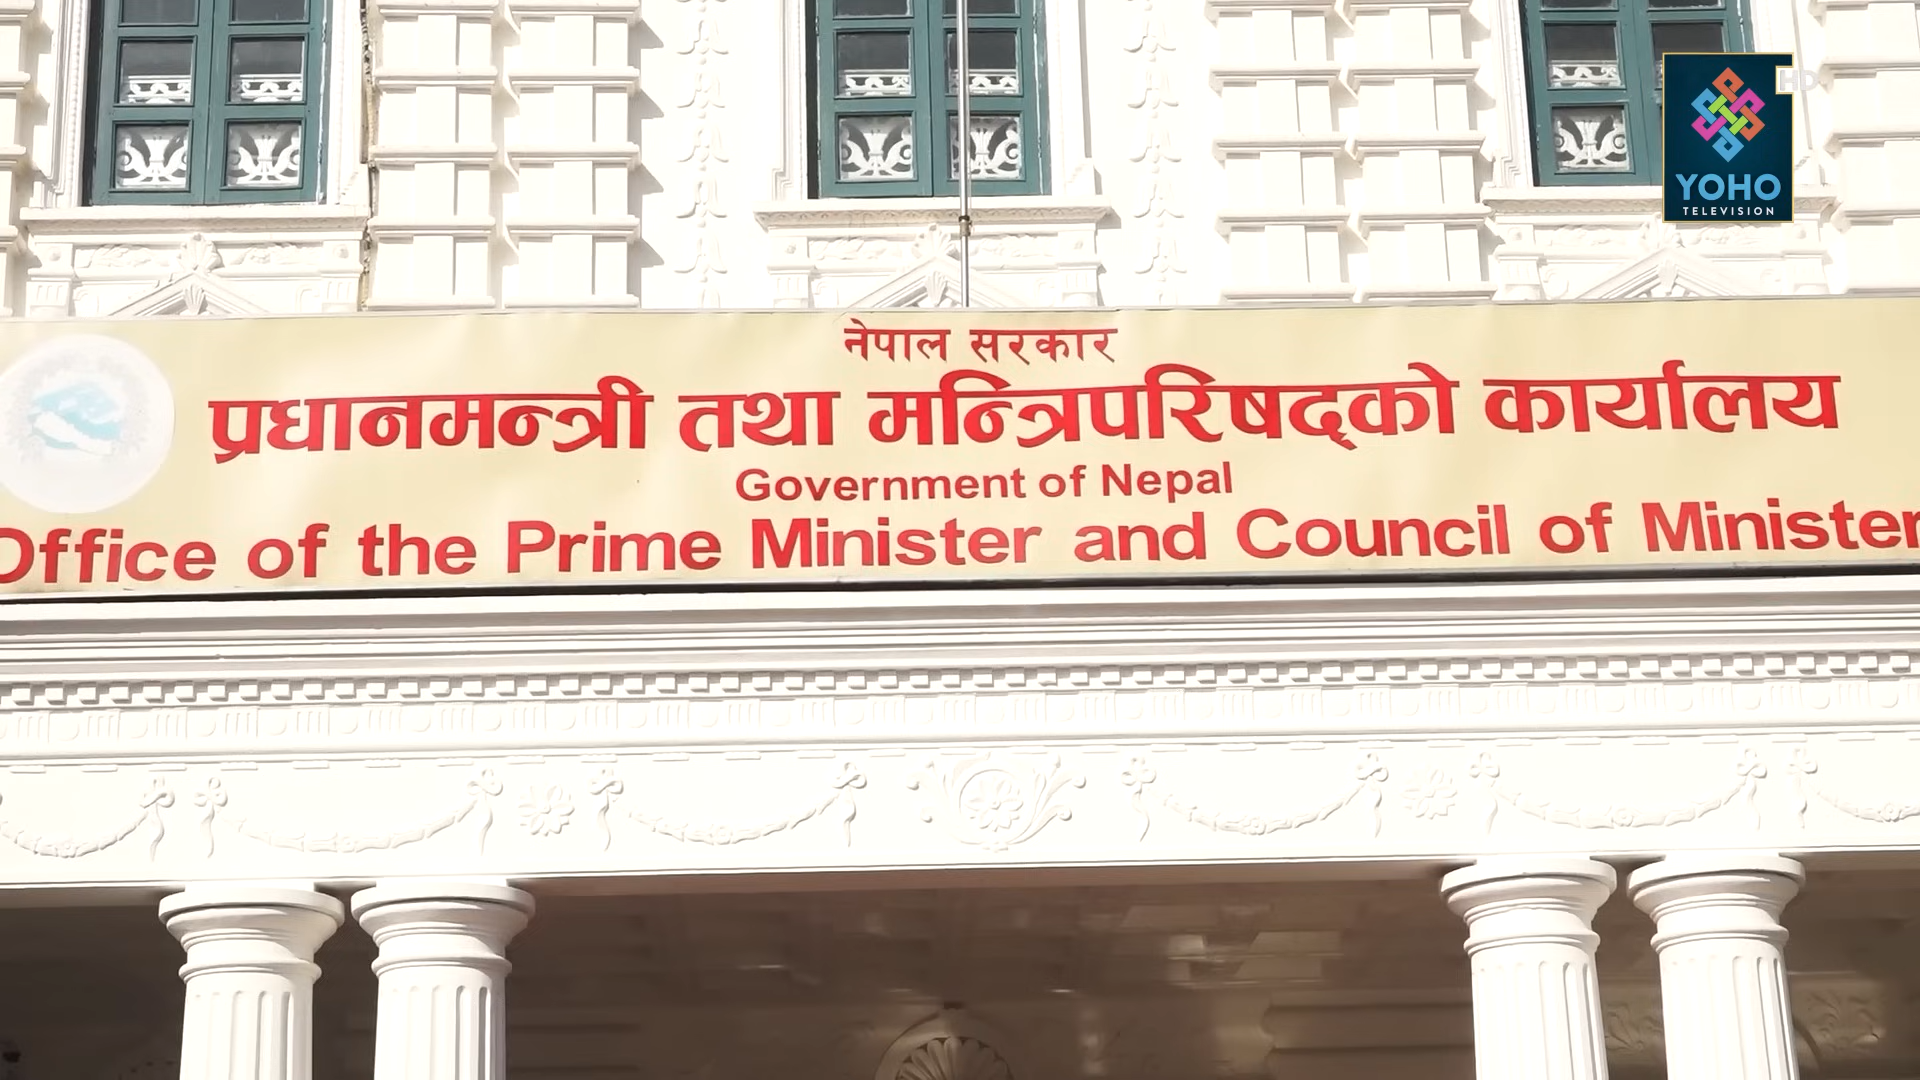 HD
YOHO
TELEVISION
नेपाल सरकार
प्रधानमन्त्री तथा मन्त्रिपरिषद्को कार्यालय
Government of Nepal
Office of the Prime Minister and Council of Minister